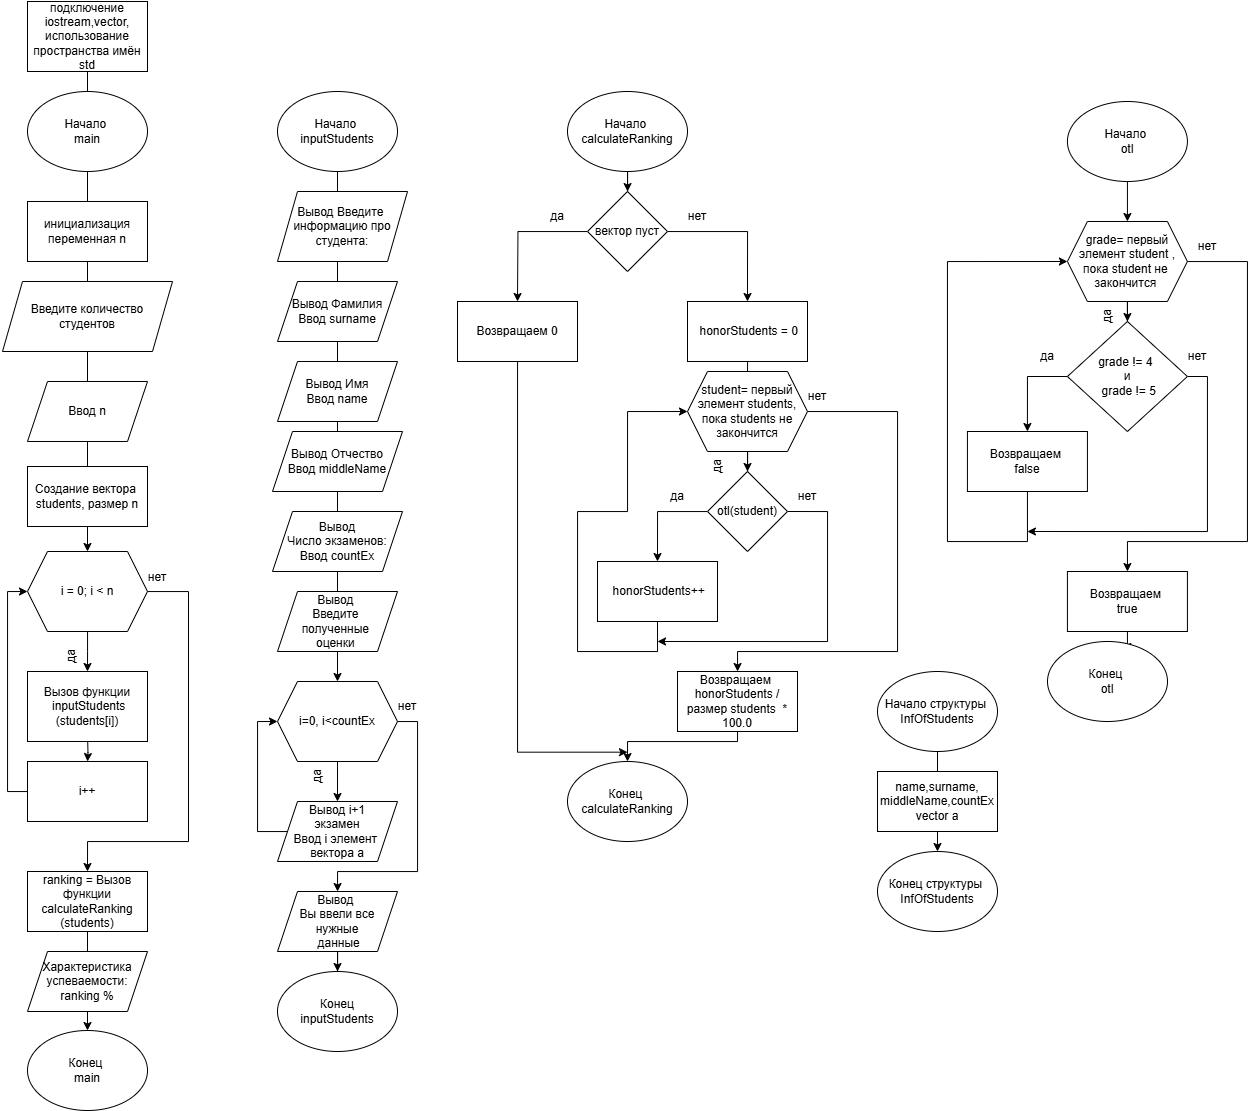 подключение
iostream,vector,
использование
пространства имён
std
Начало
main
инициализация
переменная n
Введите количество
студентов
Ввод n
Создание вектора
students, размер n
i = 0; i < n
нет
да
Вызов функции
inputStudents
(students[i])
i++
ranking = Вызов
функции
calculateRanking
(students)
Характеристика
успеваемости:
ranking %
Конец
main
Начало
inputStudents
Вывод Введите
информацию про
студента:
Вывод Фамилия
Ввод surname
Вывод Имя
Ввод name
Вывод Отчество
Ввод middleName
Вывод
Число экзаменов:
Ввод countEx
Вывод
Введите
полученные
оценки
i=0, i<countEx
нет
да
Вывод i+1
экзамен
Ввод i элемент
вектора a
Вывод
Вы ввели все
нужные
данные
Конец
inputStudents
Начало
calculateRanking
да
вектор пуст
нет
Возвращаем 0
honorStudents = 0
student= первый
элемент students,
пока students не
закончится
нет
да
да
otl(student)
нет
honorStudents++
Возвращаем
honorStudents /
размер students *
100.0
Конец
calculateRanking
Начало структуры
InfOfStudents
name,surname,
middleName,countEx
vector a
Конец структуры
InfOfStudents
Начало
otl
grade= первый
элемент student ,
пока student не
закончится
нет
да
да
grade != 4
и
grade != 5
нет
Возвращаем
false
Возвращаем
true
Конец
otl